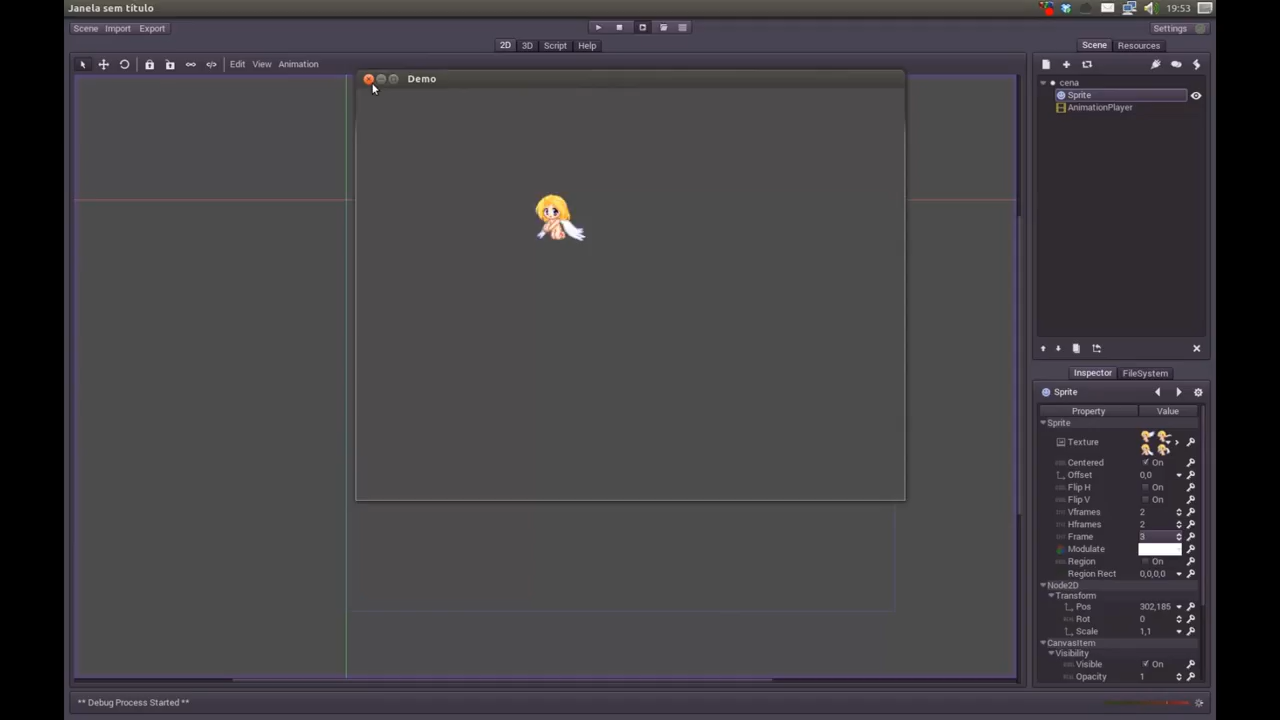 Janela sem título
19:53
Scene Import Export
Settings
2D 3D Script Help
Scene Resources
Edit View Animation
Demo
cena
Sprite
AnimationPlayer
Inspector FileSystem
Sprite
Property Value
Sprite
Texture
Centered On
Offset 0,0
Flip H On
Flip V On
Vframes 2
Hframes 2
Frame 3
Modulate
Region On
Region Rect 0,0,0,0
Node2D
Transform
Pos 302,185
Rot 0
Scale 1,1
CanvasItem
Visibility
Visible On
Opacity 1
** Debug Process Started **